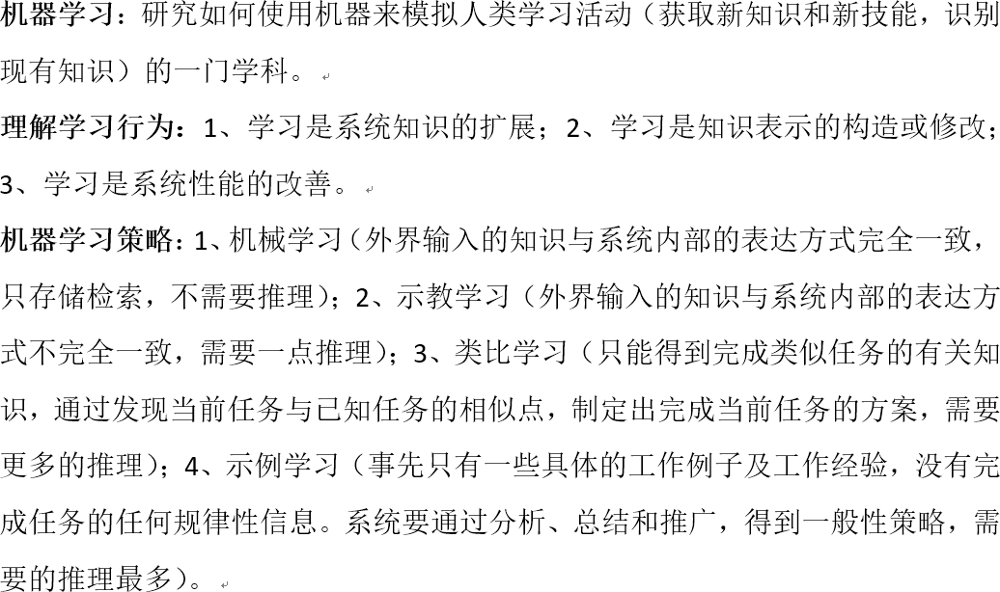 机器学习：研究如何使用机器来模拟人类学习活动（获取新知识和新技能，识别
现有知识）的一门学科。
理解学习行为：1、学习是系统知识的扩展；2、学习是知识表示的构造或修改；
3、学习是系统性能的改善。
机器学习策略：1、机械学习（外界输入的知识与系统内部的表达方式完全一致，
只存储检索，不需要推理）；2、示教学习（外界输入的知识与系统内部的表达方
式不完全一致，需要一点推理）；3、类比学习（只能得到完成类似任务的有关知
识，通过发现当前任务与已知任务的相似点，制定出完成当前任务的方案，需要
更多的推理）；4、示例学习（事先只有一些具体的工作例子及工作经验，没有完
成任务的任何规律性信息。系统要通过分析、总结和推广，得到一般性策略，需
要的推理最多）。